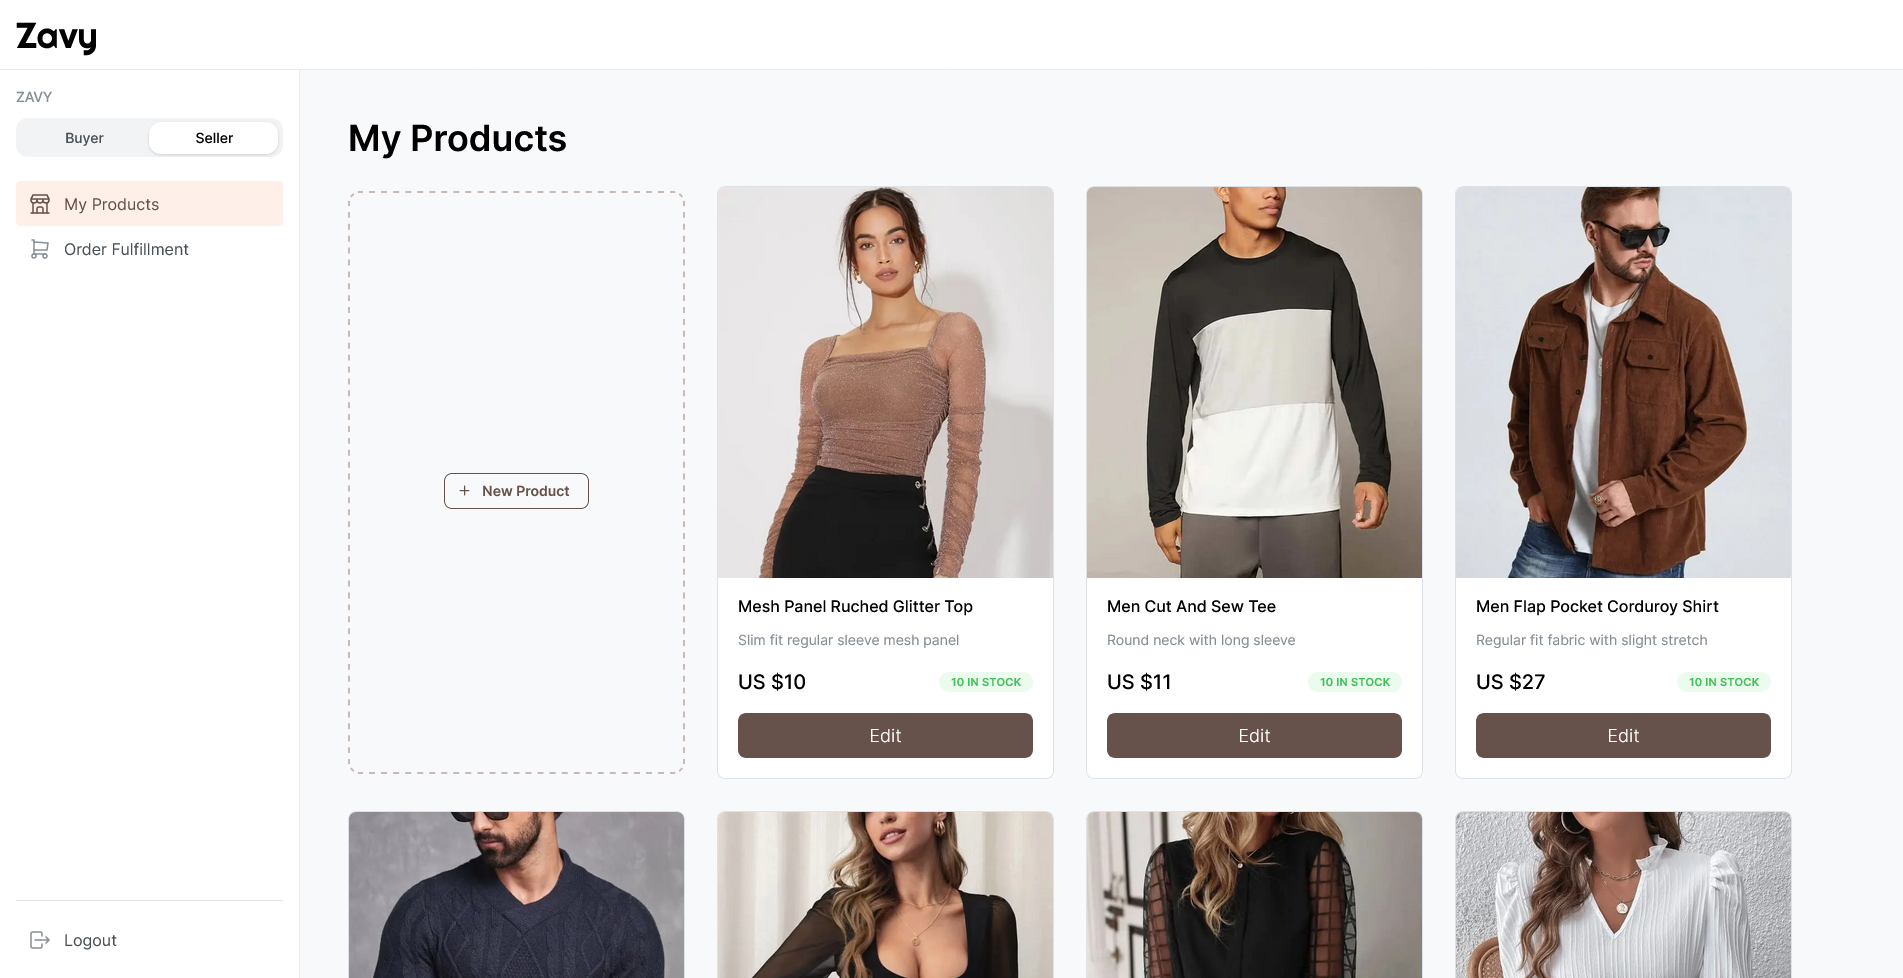 Zavy
ZAVY
Buyer
Seller
My Products
Order Fulfillment
Logout
My Products
+ New Product
Mesh Panel Ruched Glitter Top
Slim fit regular sleeve mesh panel
US $10
10 IN STOCK
Edit
Men Cut And Sew Tee
Round neck with long sleeve
US $11
10 IN STOCK
Edit
Men Flap Pocket Corduroy Shirt
Regular fit fabric with slight stretch
US $27
10 IN STOCK
Edit